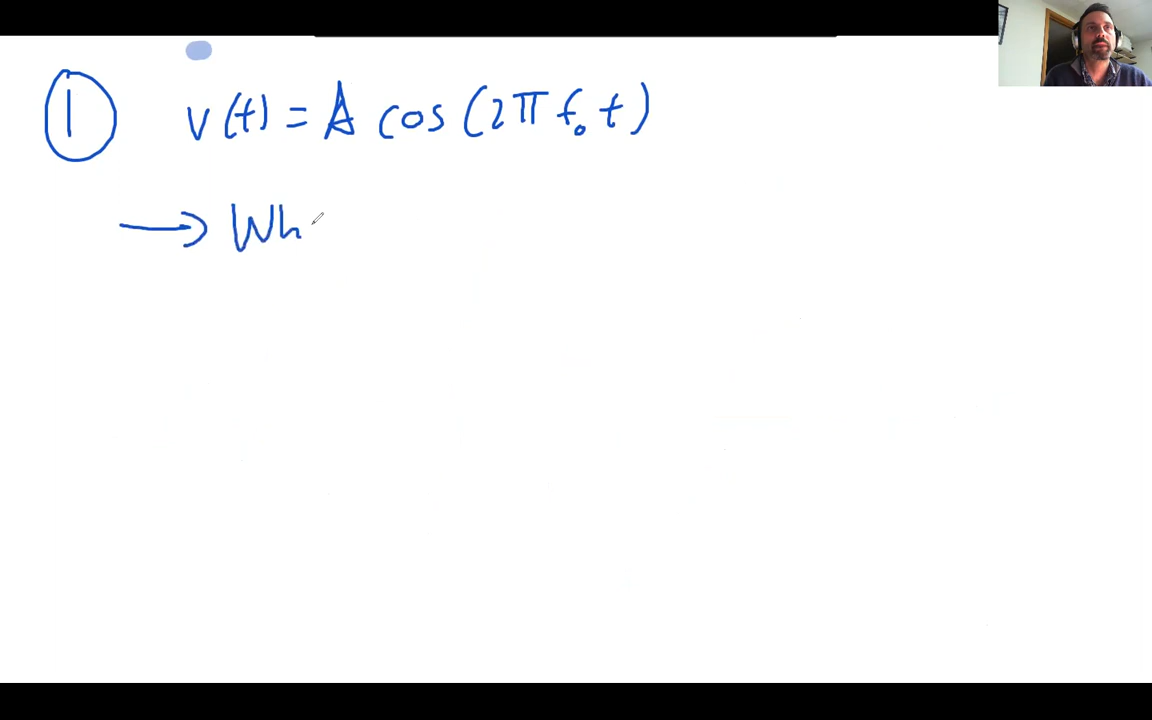 ① v(t) = A cos(2π f₀ t)
→ Wh